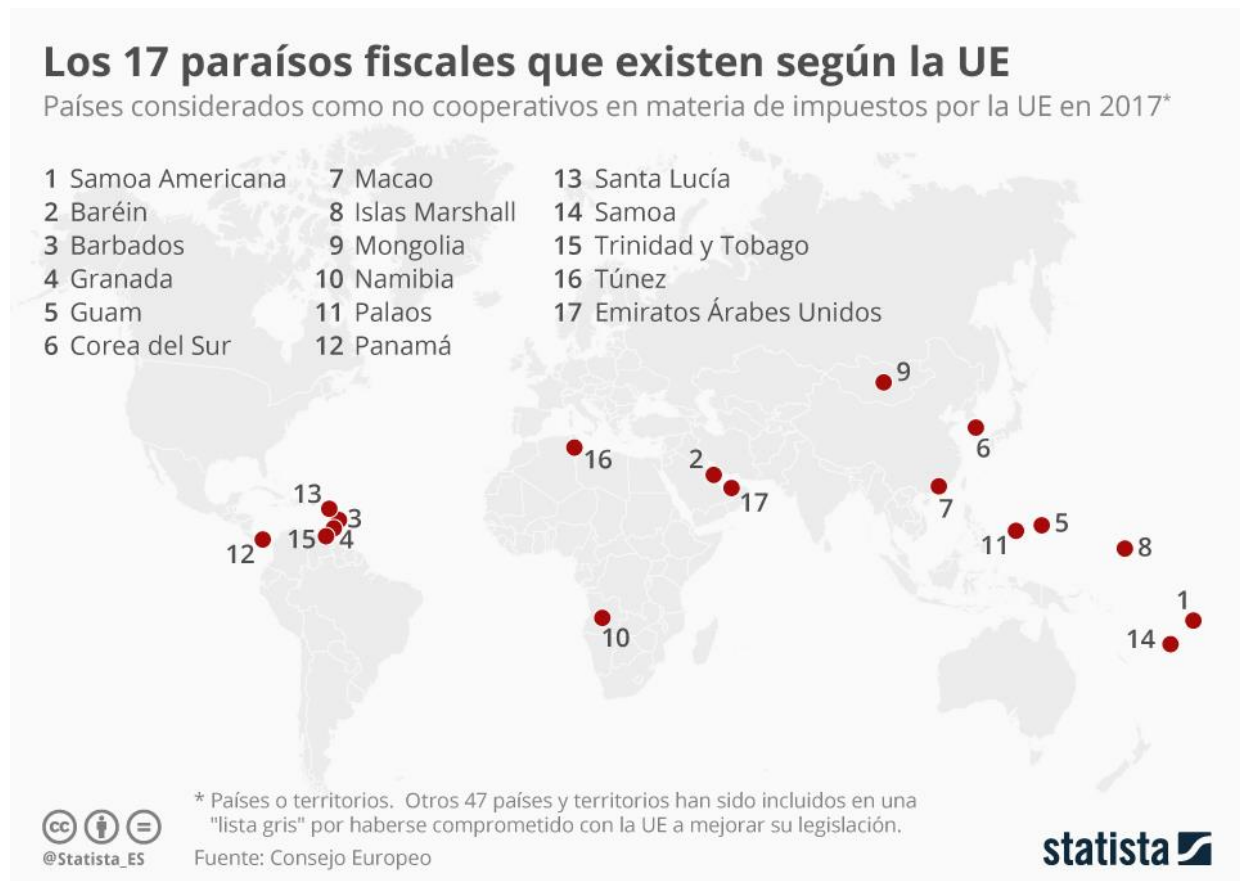 Los 17 paraísos fiscales que existen según la UE
Países considerados como no cooperativos en materia de impuestos por la UE en 2017*
1 Samoa Americana
2 Baréin
3 Barbados
4 Granada
5 Guam
6 Corea del Sur
7 Macao
8 Islas Marshall
9 Mongolia
10 Namibia
11 Palaos
12 Panamá
13 Santa Lucía
14 Samoa
15 Trinidad y Tobago
16 Túnez
17 Emiratos Árabes Unidos
9
6
16
2
17
7
13
3
15
4
12
5
11
8
1
14
10
* Países o territorios. Otros 47 países y territorios han sido incluidos en una
"lista gris" por haberse comprometido con la UE a mejorar su legislación.
cc
@Statista_ES
Fuente: Consejo Europeo
statista